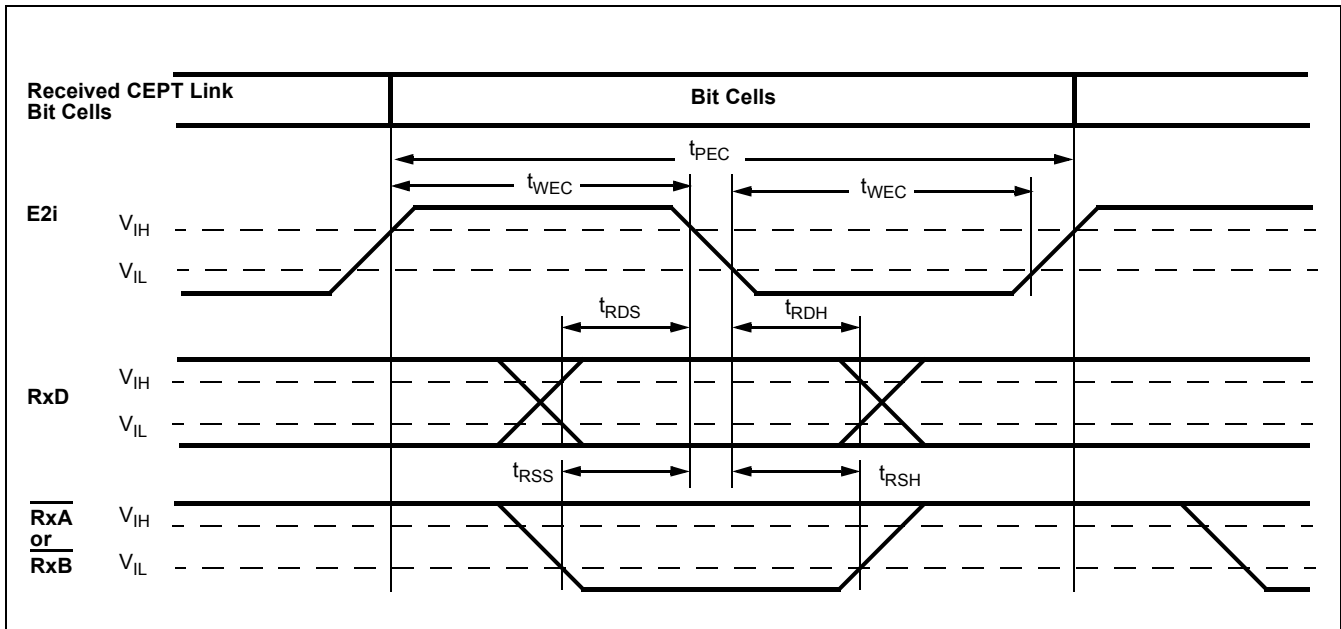 Received CEPT Link
Bit Cells
Bit Cells
tPEC
tWEC
tWEC
E2i
VIH
VIL
tRDS
tRDH
RxD
VIH
VIL
tRSS
tRSH
RxA
or
RxB
VIH
VIL